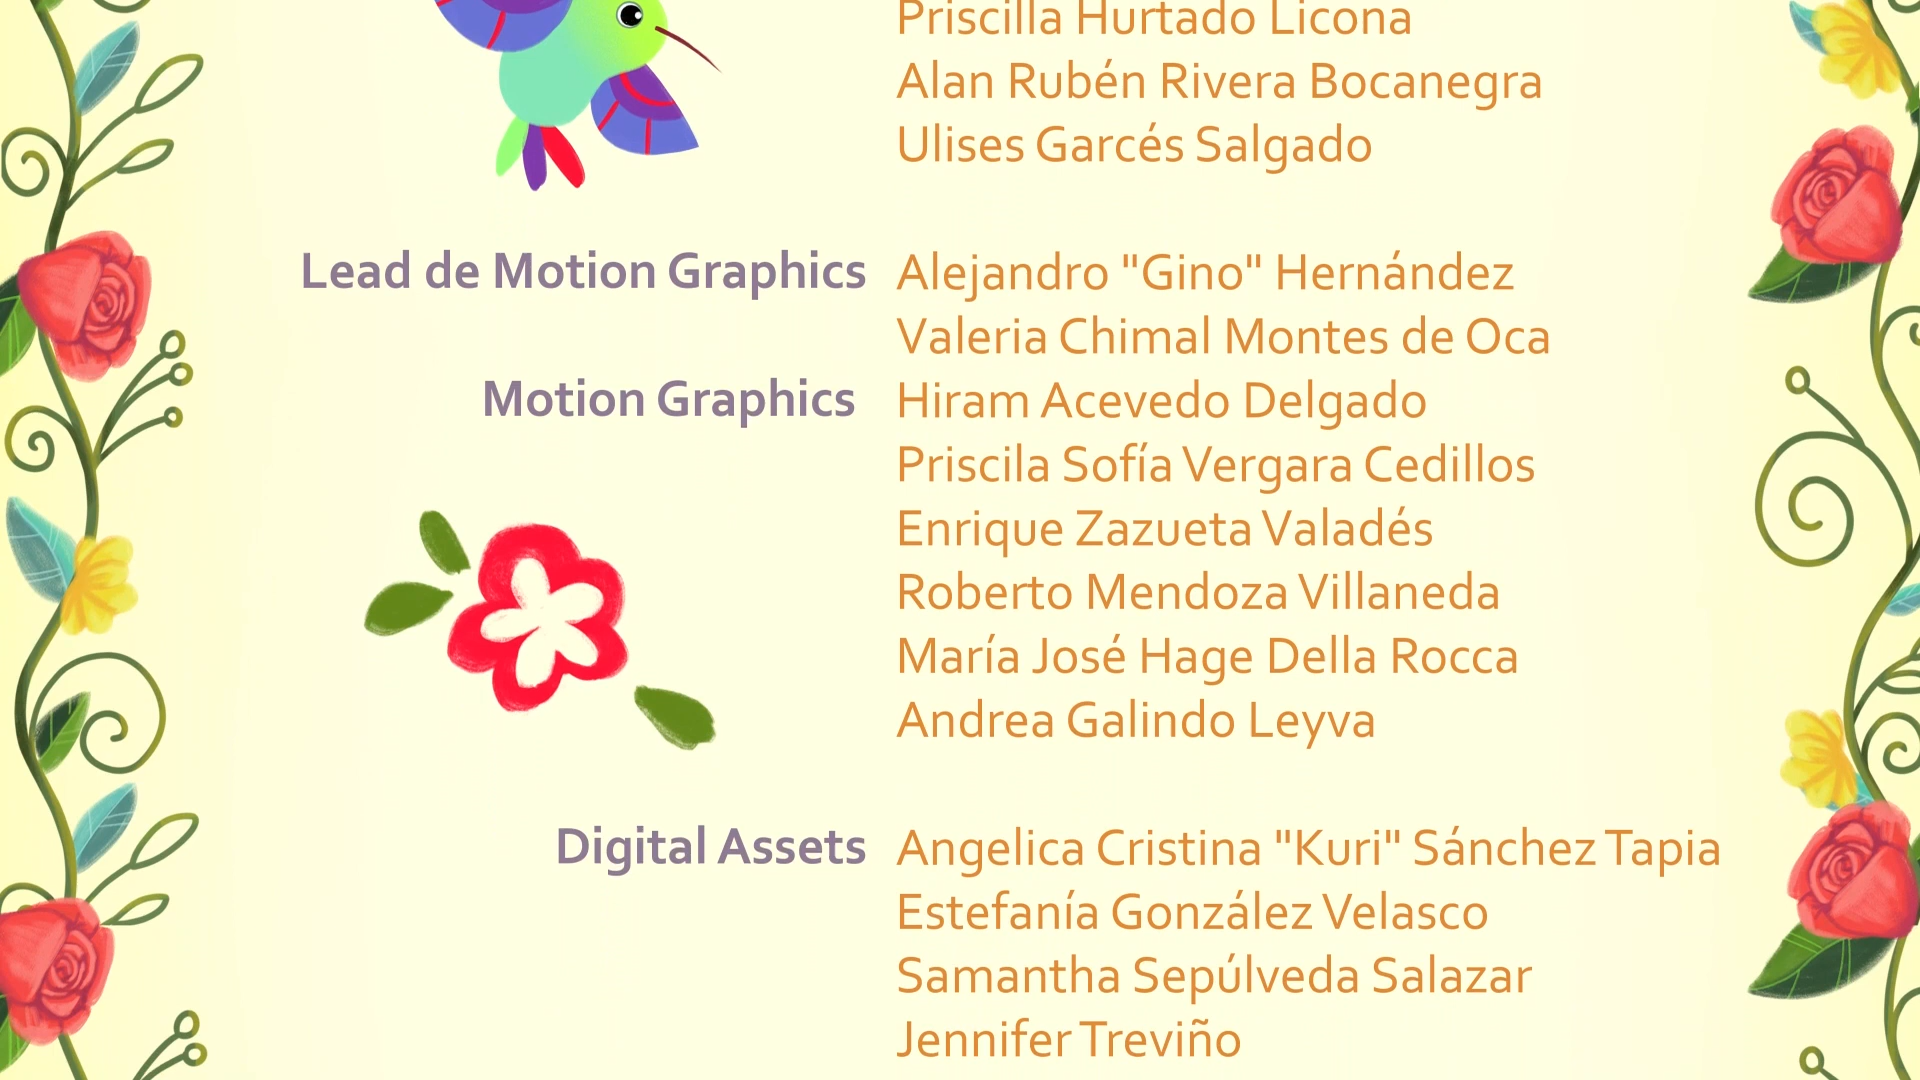 Priscilla Hurtado Licona
Alan Rubén Rivera Bocanegra
Ulises Garcés Salgado
Lead de Motion Graphics Alejandro "Gino" Hernández
Valeria Chimal Montes de Oca
Motion Graphics Hiram Acevedo Delgado
Priscila Sofía Vergara Cedillos
Enrique Zazueta Valadés
Roberto Mendoza Villaneda
María José Hage Della Rocca
Andrea Galindo Leyva
Digital Assets Angelica Cristina "Kuri" Sánchez Tapia
Estefanía González Velasco
Samantha Sepúlveda Salazar
Jennifer Treviño